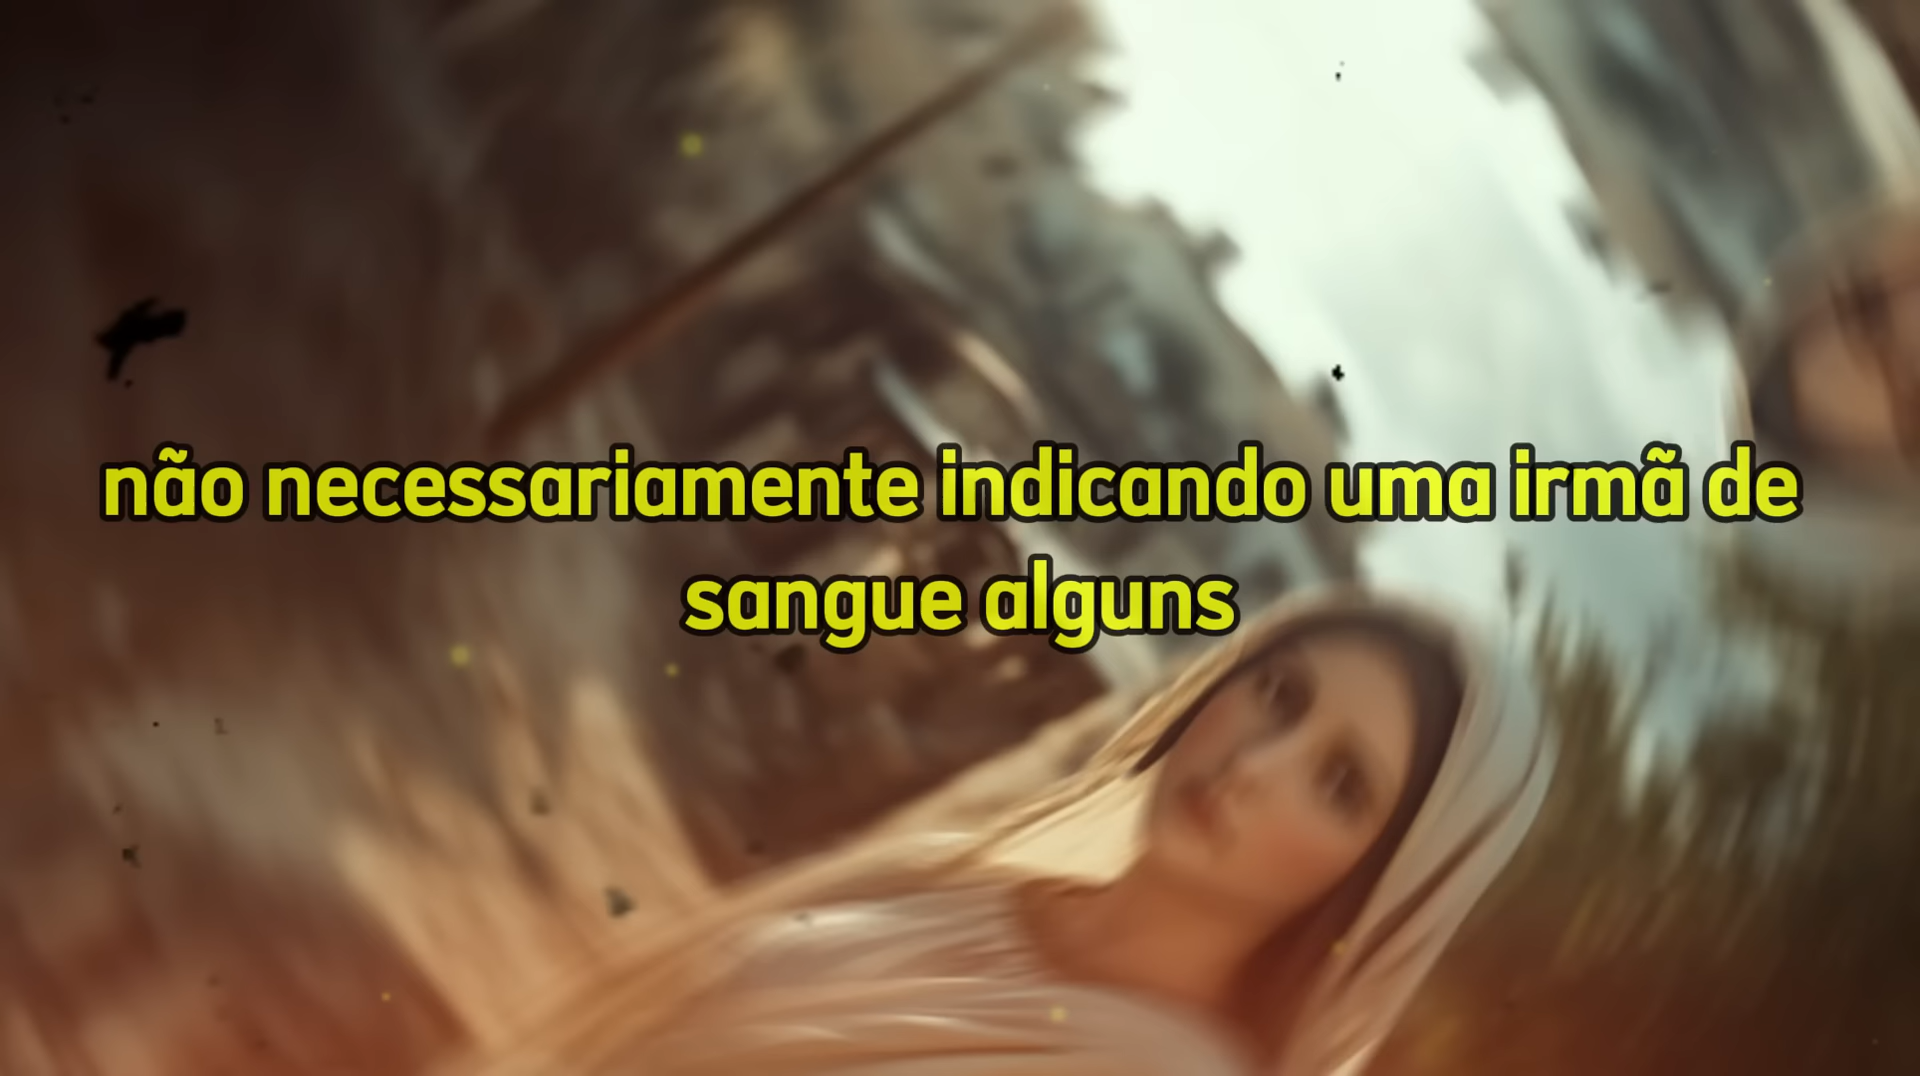 não necessariamente indicando uma irmã de
sangue alguns